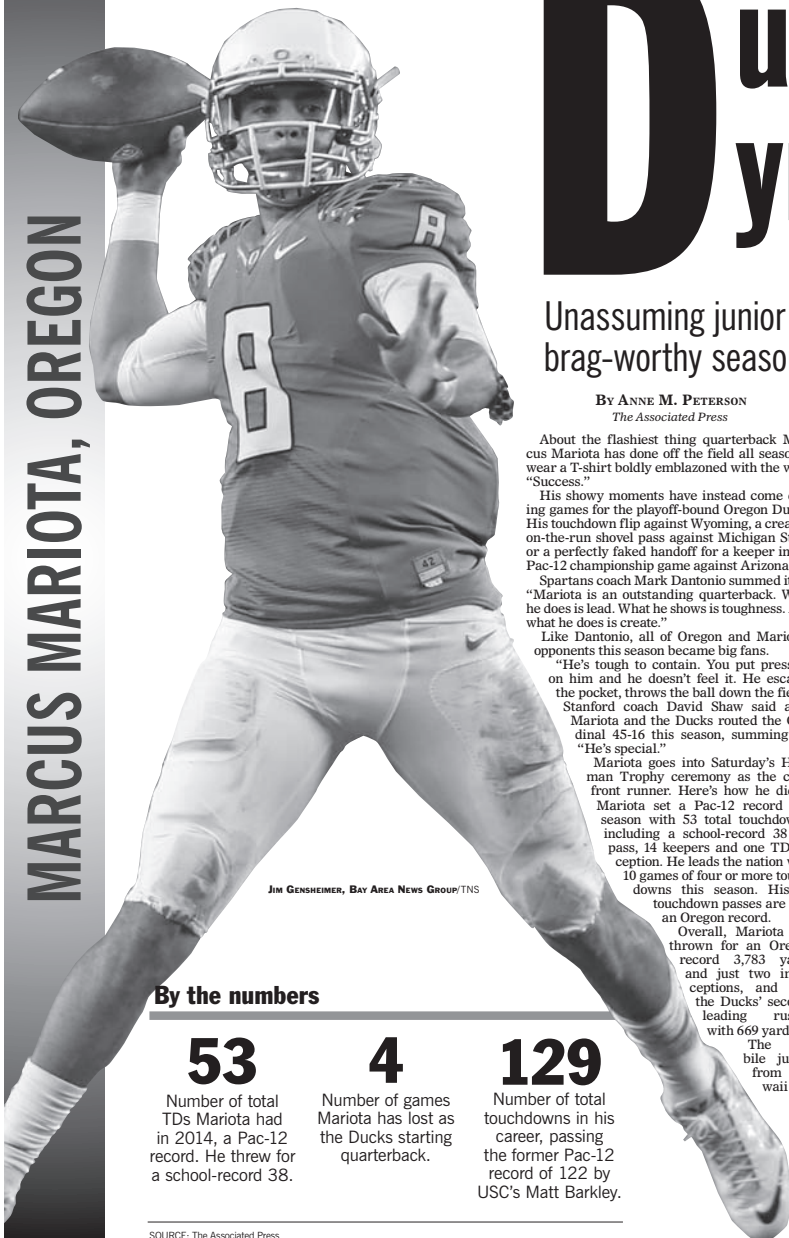 MARCUS MARIOTA, OREGON
8
8
42
Du
y
Unassuming junior
brag-worthy seaso
BY ANNE M. PETERSON
The Associated Press
About the flashiest thing quarterback M
cus Mariota has done off the field all seaso
wear a T-shirt boldly emblazoned with the w
“Success.”
His showy moments have instead come
ing games for the playoff-bound Oregon Du
His touchdown flip against Wyoming, a crea
on-the-run shovel pass against Michigan St
or a perfectly faked handoff for a keeper in
Pac-12 championship game against Arizona
Spartans coach Mark Dantonio summed it
“Mariota is an outstanding quarterback. W
he does is lead. What he shows is toughness.
what he does is create.”
Like Dantonio, all of Oregon and Mario
opponents this season became big fans.
“He’s tough to contain. You put press
on him and he doesn’t feel it. He esca
the pocket, throws the ball down the fie
Stanford coach David Shaw said a
Mariota and the Ducks routed the C
dinal 45-16 this season, summing
“He’s special.”
Mariota goes into Saturday’s H
man Trophy ceremony as the c
front runner. Here’s how he did
Mariota set a Pac-12 record
season with 53 total touchdow
including a school-record 38
pass, 14 keepers and one TD
ception. He leads the nation w
10 games of four or more tou
downs this season. His
touchdown passes are
an Oregon record.
Overall, Mariota
thrown for an Ore
record 3,783 ya
and just two in
ceptions, and
the Ducks’ seco
leading rus
with 669 yard
The
bile ju
from
waii
JIM GENSHEIMER, BAY AREA NEWS GROUP/TNS
By the numbers
53
Number of total
TDs Mariota had
in 2014, a Pac-12
record. He threw for
a school-record 38.
4
Number of games
Mariota has lost as
the Ducks starting
quarterback.
129
Number of total
touchdowns in his
career, passing
the former Pac-12
record of 122 by
USC’s Matt Barkley.
SOURCE: The Associated Press